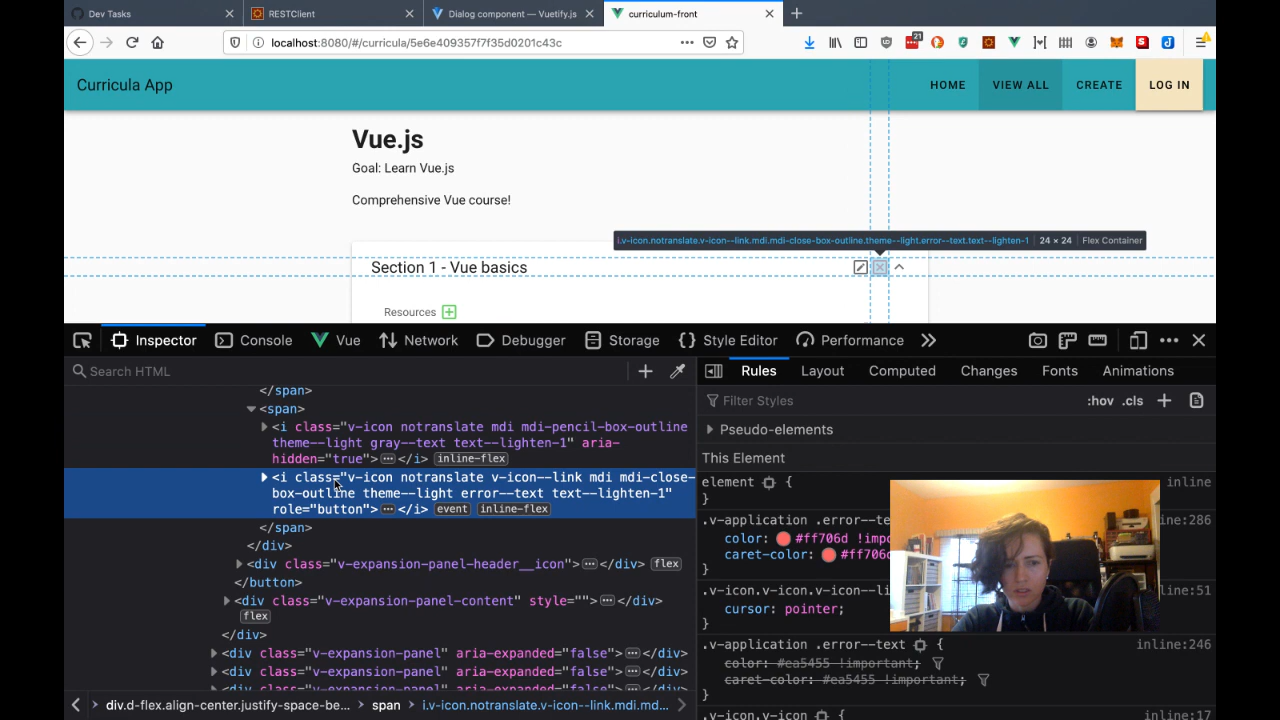 Dev Tasks
RESTClient
Dialog component — Vuetify.js
curriculum-front
localhost:8080/#/curricula/5e6e409357f7f35d0201c43c
21
Curricula App
HOME
VIEW ALL
CREATE
LOG IN
Vue.js
Goal: Learn Vue.js
Comprehensive Vue course!
i.v-icon.notranslate.v-icon--link.mdi.mdi-close-box-outline.theme--light.error--text.text--lighten-1 | 24 × 24 | Flex Container
Section 1 - Vue basics
Resources
Inspector
Console
Vue
Network
Debugger
Storage
Style Editor
Performance
Search HTML
</span>
<span>
<i class="v-icon notranslate mdi mdi-pencil-box-outline
theme--light gray--text text--lighten-1" aria-
hidden="true"> </i> inline-flex
<i class="v-icon notranslate v-icon--link mdi mdi-close-
box-outline theme--light error--text text--lighten-1"
role="button"> </i> event inline-flex
</span>
</div>
<div class="v-expansion-panel-header__icon"> </div> flex
</button>
<div class="v-expansion-panel-content" style=""> </div>
flex
</div>
<div class="v-expansion-panel" aria-expanded="false"> </div>
<div class="v-expansion-panel" aria-expanded="false"> </div>
<div class="v-expansion-panel" aria-expanded="false"> </div>
div.d-flex.align-center.justify-space-be...
span
i.v-icon.notranslate.v-icon--link.mdi.md...
Rules
Layout
Computed
Changes
Fonts
Animations
Filter Styles
:hov .cls
Pseudo-elements
This Element
element { inline
}
.v-application .error--te inline:286
color: #ff706d !impo
caret-color: #ff706d
}
.v-icon.v-icon.v-icon--li inline:51
cursor: pointer;
}
.v-application .error--text { inline:246
color: #ea5455 !important;
caret-color: #ea5455 !important;
}
.v-icon.v-icon { inline:17